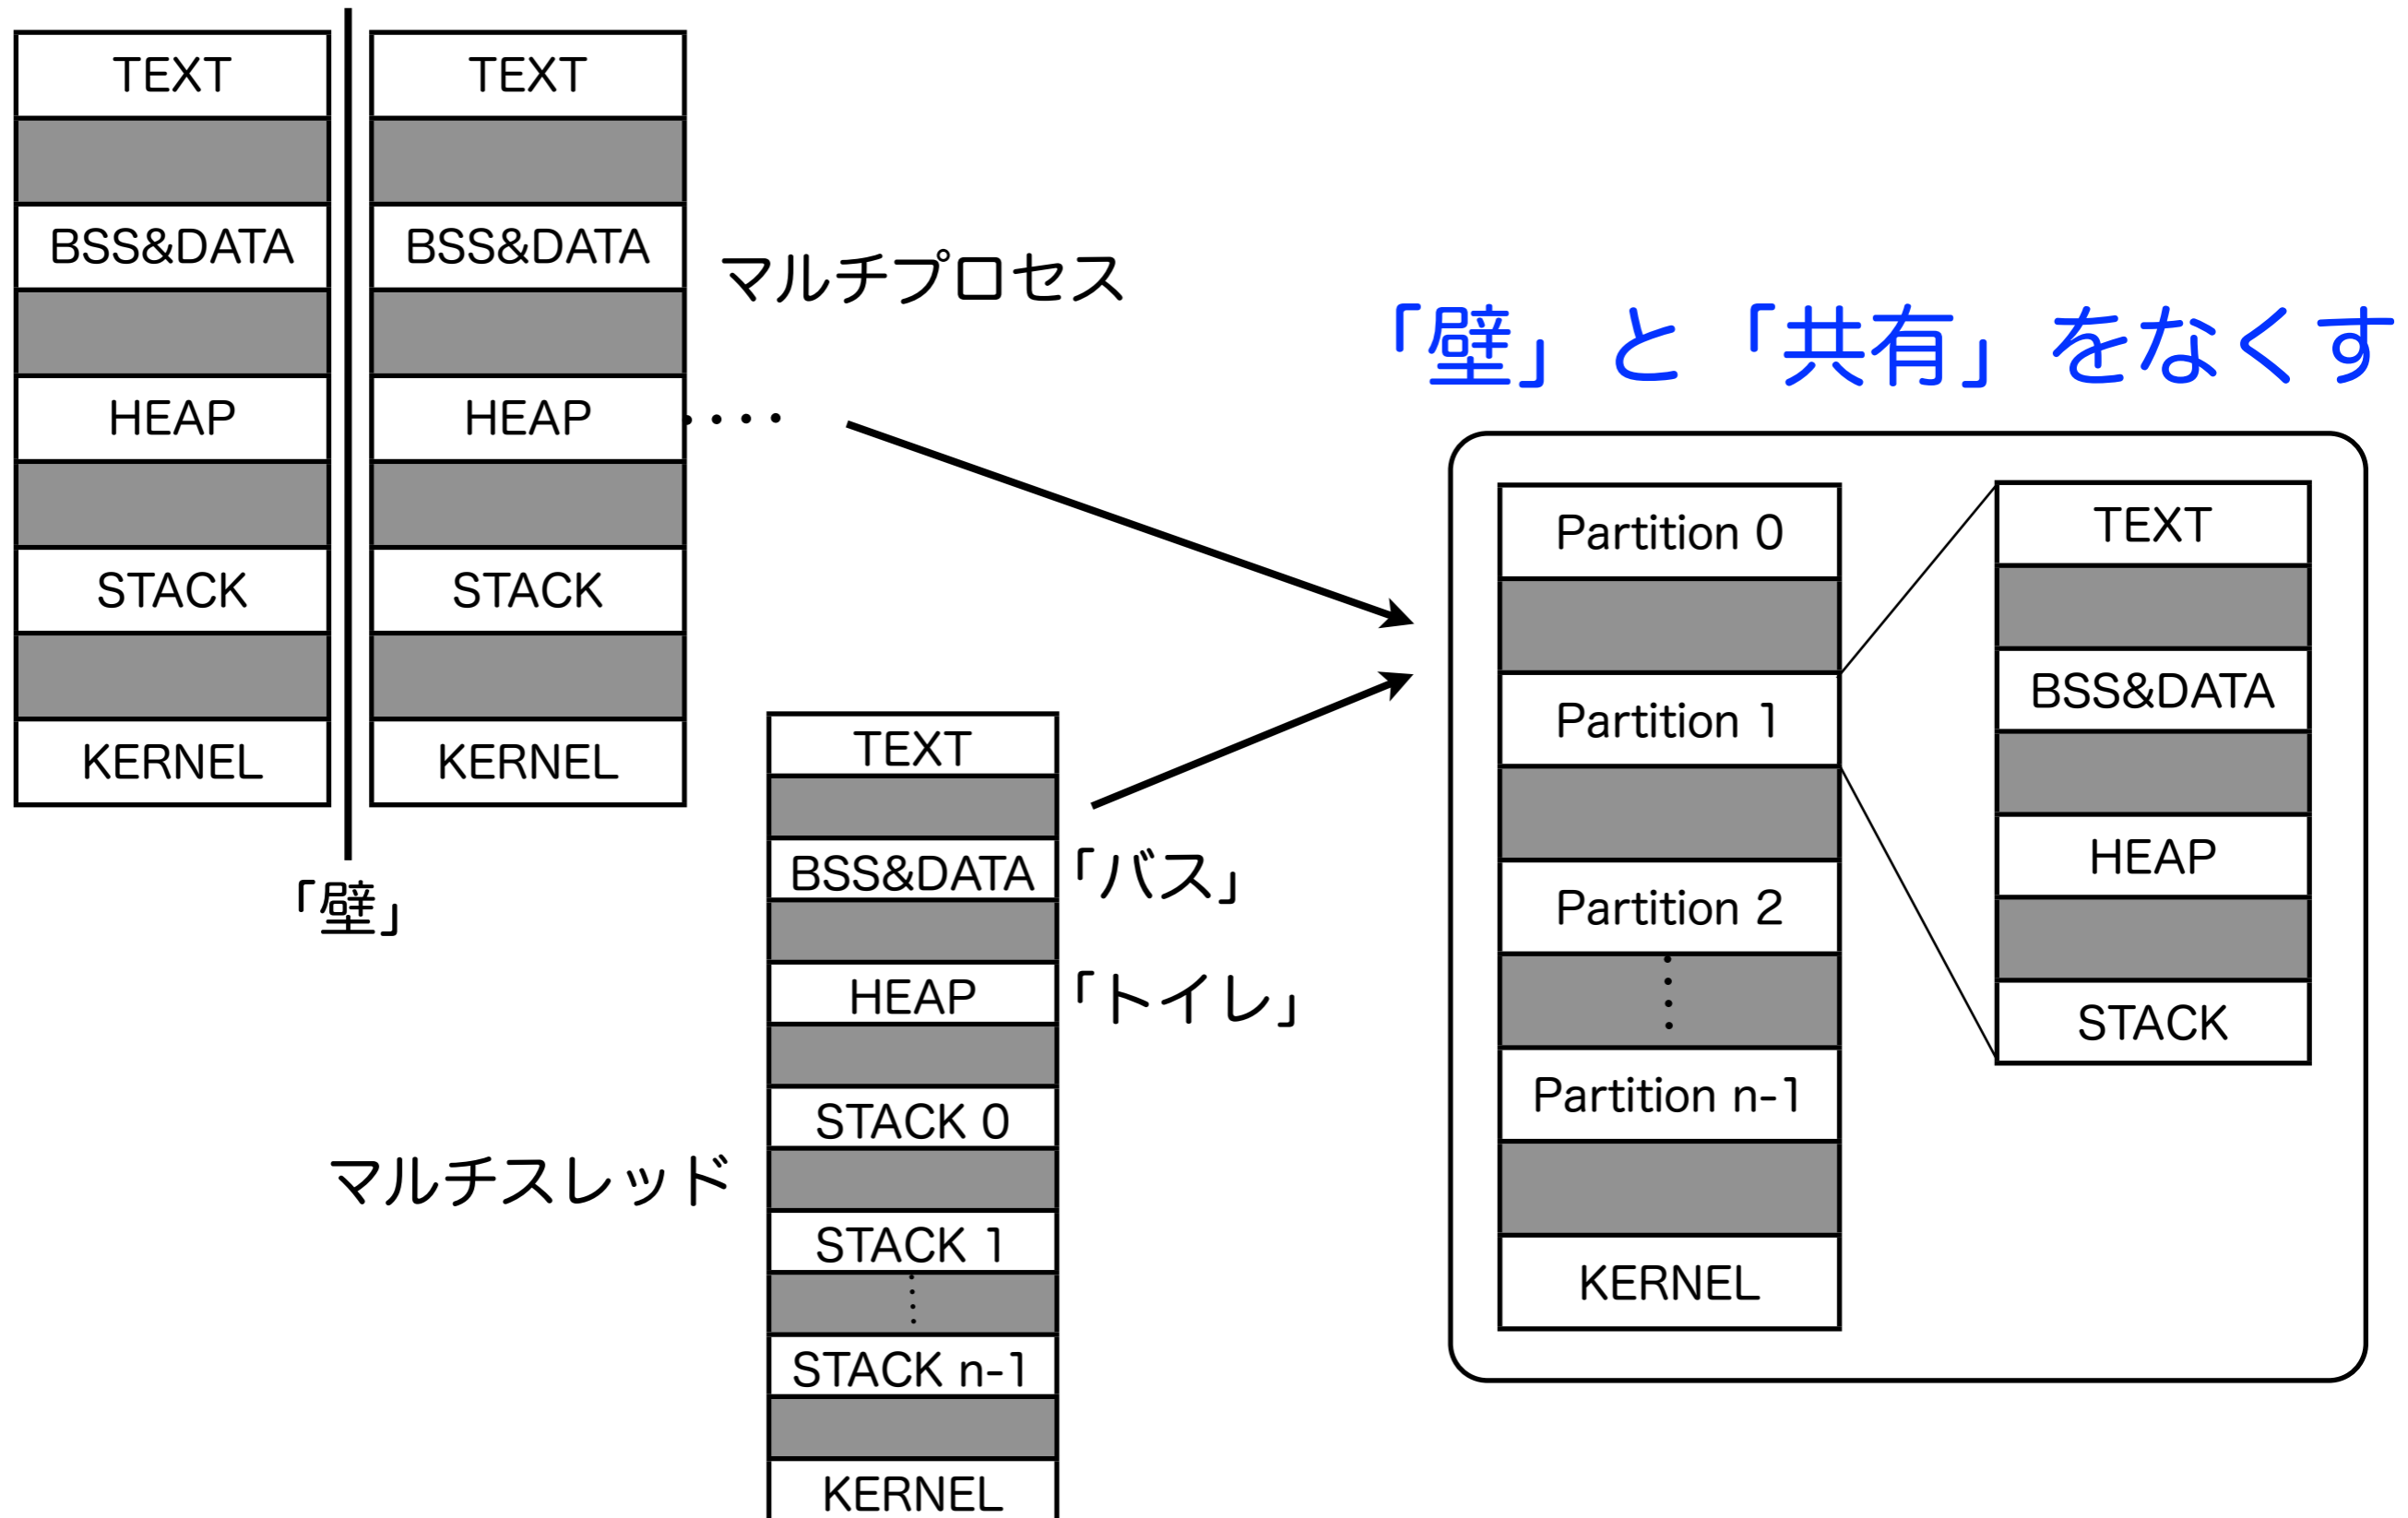 TEXT
BSS&DATA
HEAP
STACK
KERNEL
「壁」
TEXT
BSS&DATA
HEAP
STACK
KERNEL
マルチプロセス
マルチスレッド
TEXT
BSS&DATA
「バス」
HEAP
「トイレ」
STACK 0
STACK 1
STACK n-1
KERNEL
「壁」と「共有」をなくす
Partition 0
Partition 1
Partition 2
Partition n-1
KERNEL
TEXT
BSS&DATA
HEAP
STACK